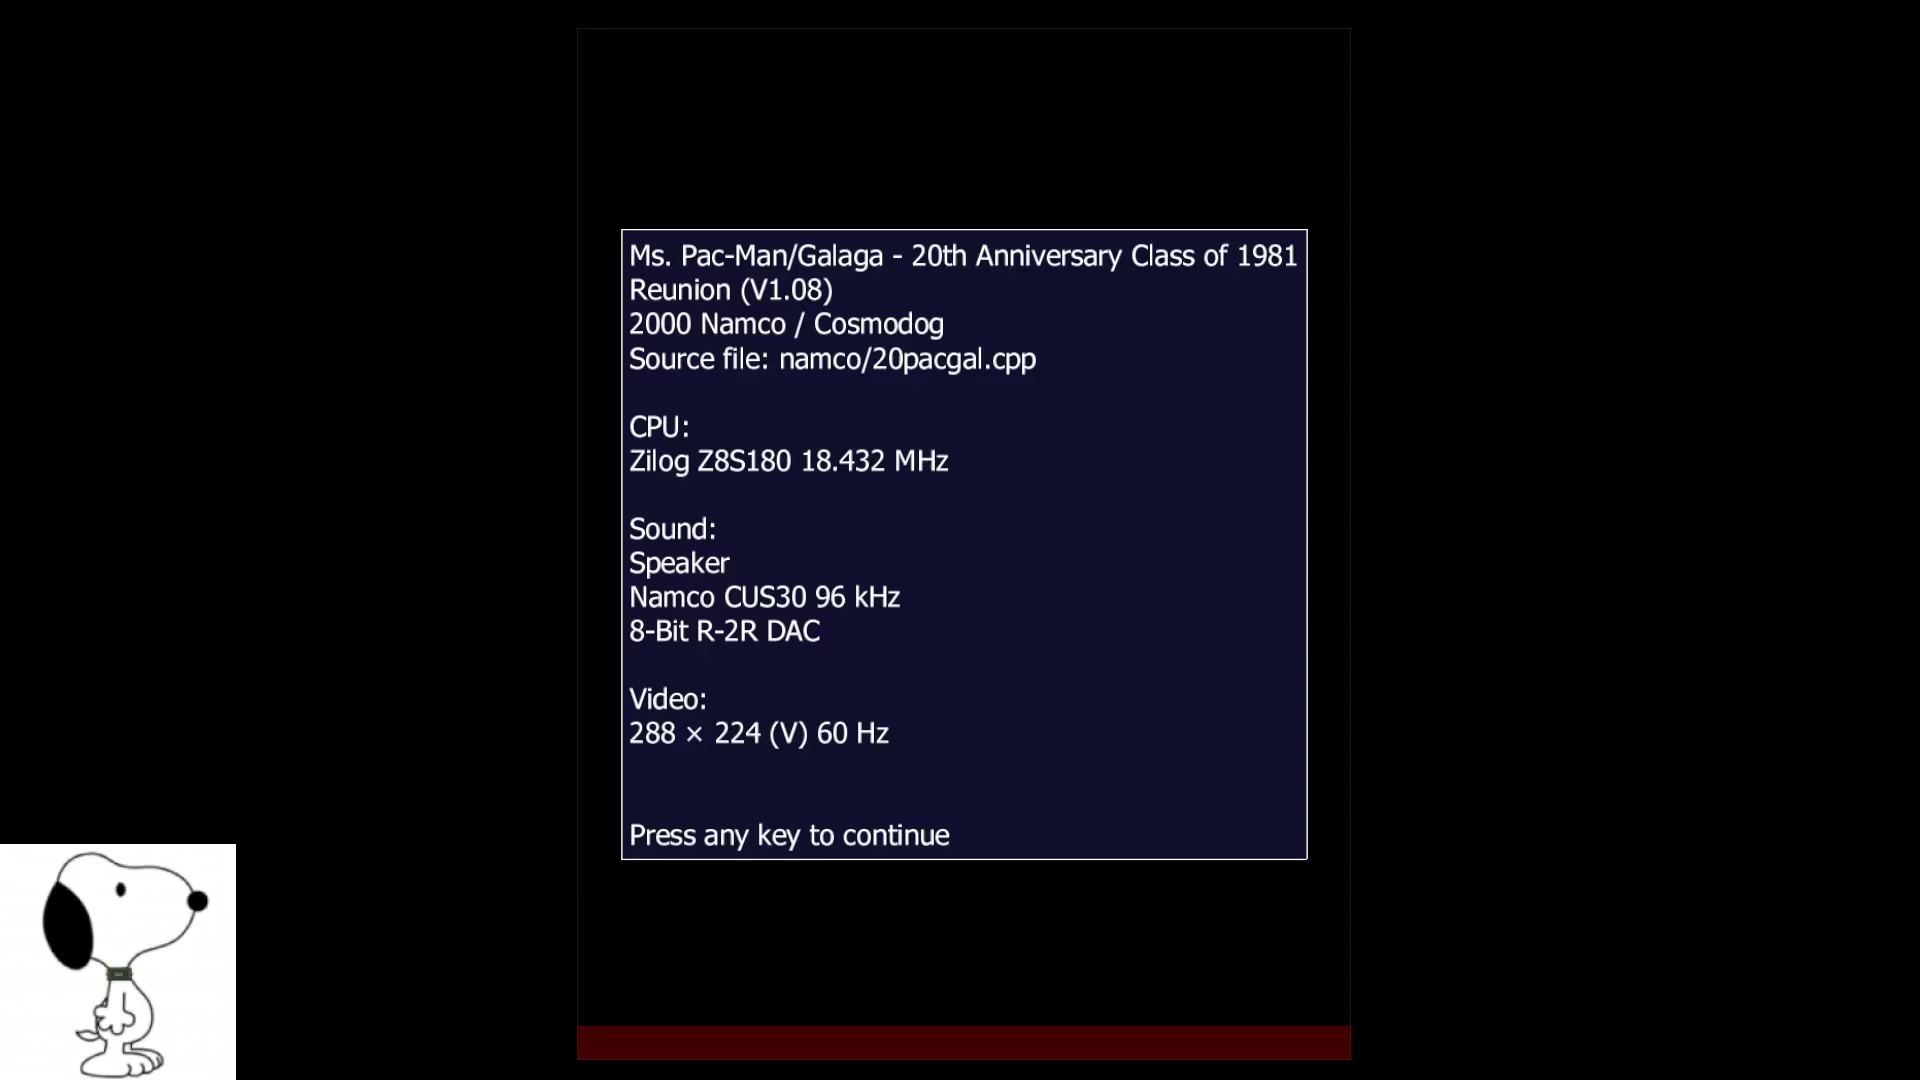 Ms. Pac-Man/Galaga - 20th Anniversary Class of 1981
Reunion (V1.08)
2000 Namco / Cosmodog
Source file: namco/20pacgal.cpp
CPU:
Zilog Z8S180 18.432 MHz
Sound:
Speaker
Namco CUS30 96 kHz
8-Bit R-2R DAC
Video:
288 × 224 (V) 60 Hz
Press any key to continue